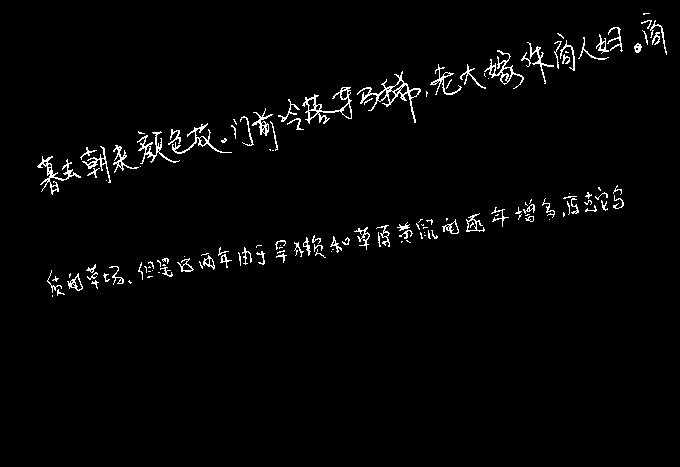 暮去朝来颜色故。门前冷落车马稀，老大嫁作商人妇。商
质的草场，但是这两年由于旱獭和草原黄鼠的逐年增多，